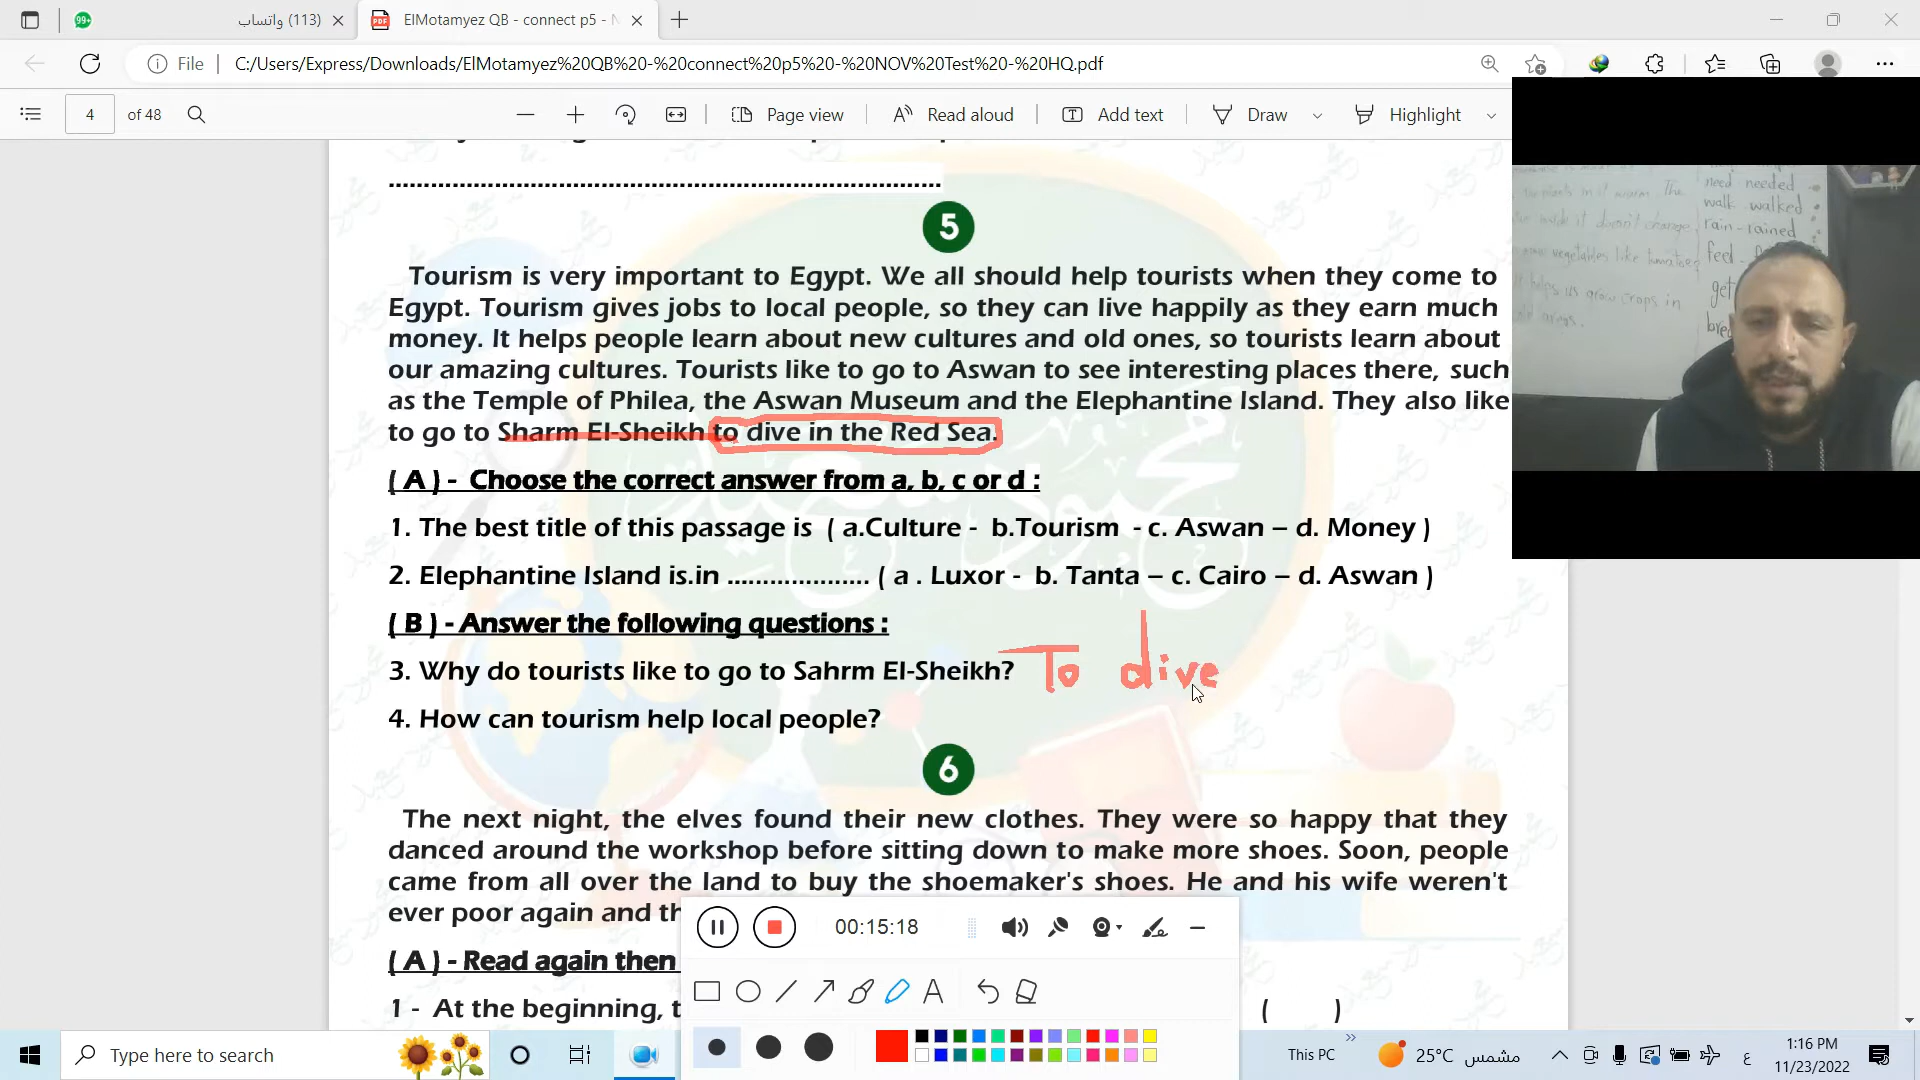 99+
(113) واتساب
ElMotamyez QB - connect p5 - N
File
C:/Users/Express/Downloads/ElMotamyez%20QB%20-%20connect%20p5%20-%20NOV%20Test%20-%20HQ.pdf
4 of 48
Page view
Read aloud
Add text
Draw
Highlight
need needed
walk walked
rain - rained
feel
get
5
Tourism is very important to Egypt. We all should help tourists when they come to
Egypt. Tourism gives jobs to local people, so they can live happily as they earn much
money. It helps people learn about new cultures and old ones, so tourists learn about
our amazing cultures. Tourists like to go to Aswan to see interesting places there, such
as the Temple of Philea, the Aswan Museum and the Elephantine Island. They also like
to go to Sharm El-Sheikh to dive in the Red Sea.
( A ) - Choose the correct answer from a, b, c or d :
1. The best title of this passage is ( a.Culture - b.Tourism - c. Aswan – d. Money )
2. Elephantine Island is.in .................... ( a . Luxor - b. Tanta – c. Cairo – d. Aswan )
( B ) - Answer the following questions :
3. Why do tourists like to go to Sahrm El-Sheikh? To dive
4. How can tourism help local people?
6
The next night, the elves found their new clothes. They were so happy that they
danced around the workshop before sitting down to make more shoes. Soon, people
came from all over the land to buy the shoemaker's shoes. He and his wife weren't
ever poor again and th
( A ) - Read again then
1 - At the beginning, t ( )
00:15:18
A
Type here to search
This PC
25°C مشمس
ع
1:16 PM
11/23/2022